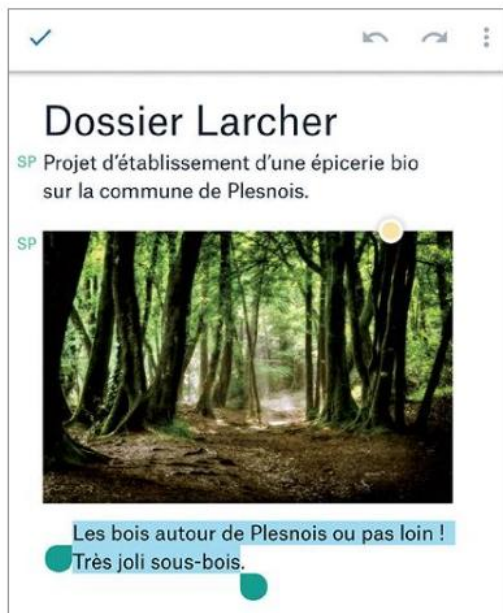 Dossier Larcher
SP Projet d'établissement d'une épicerie bio
sur la commune de Plesnois.
SP
Les bois autour de Plesnois ou pas loin !
Très joli sous-bois.